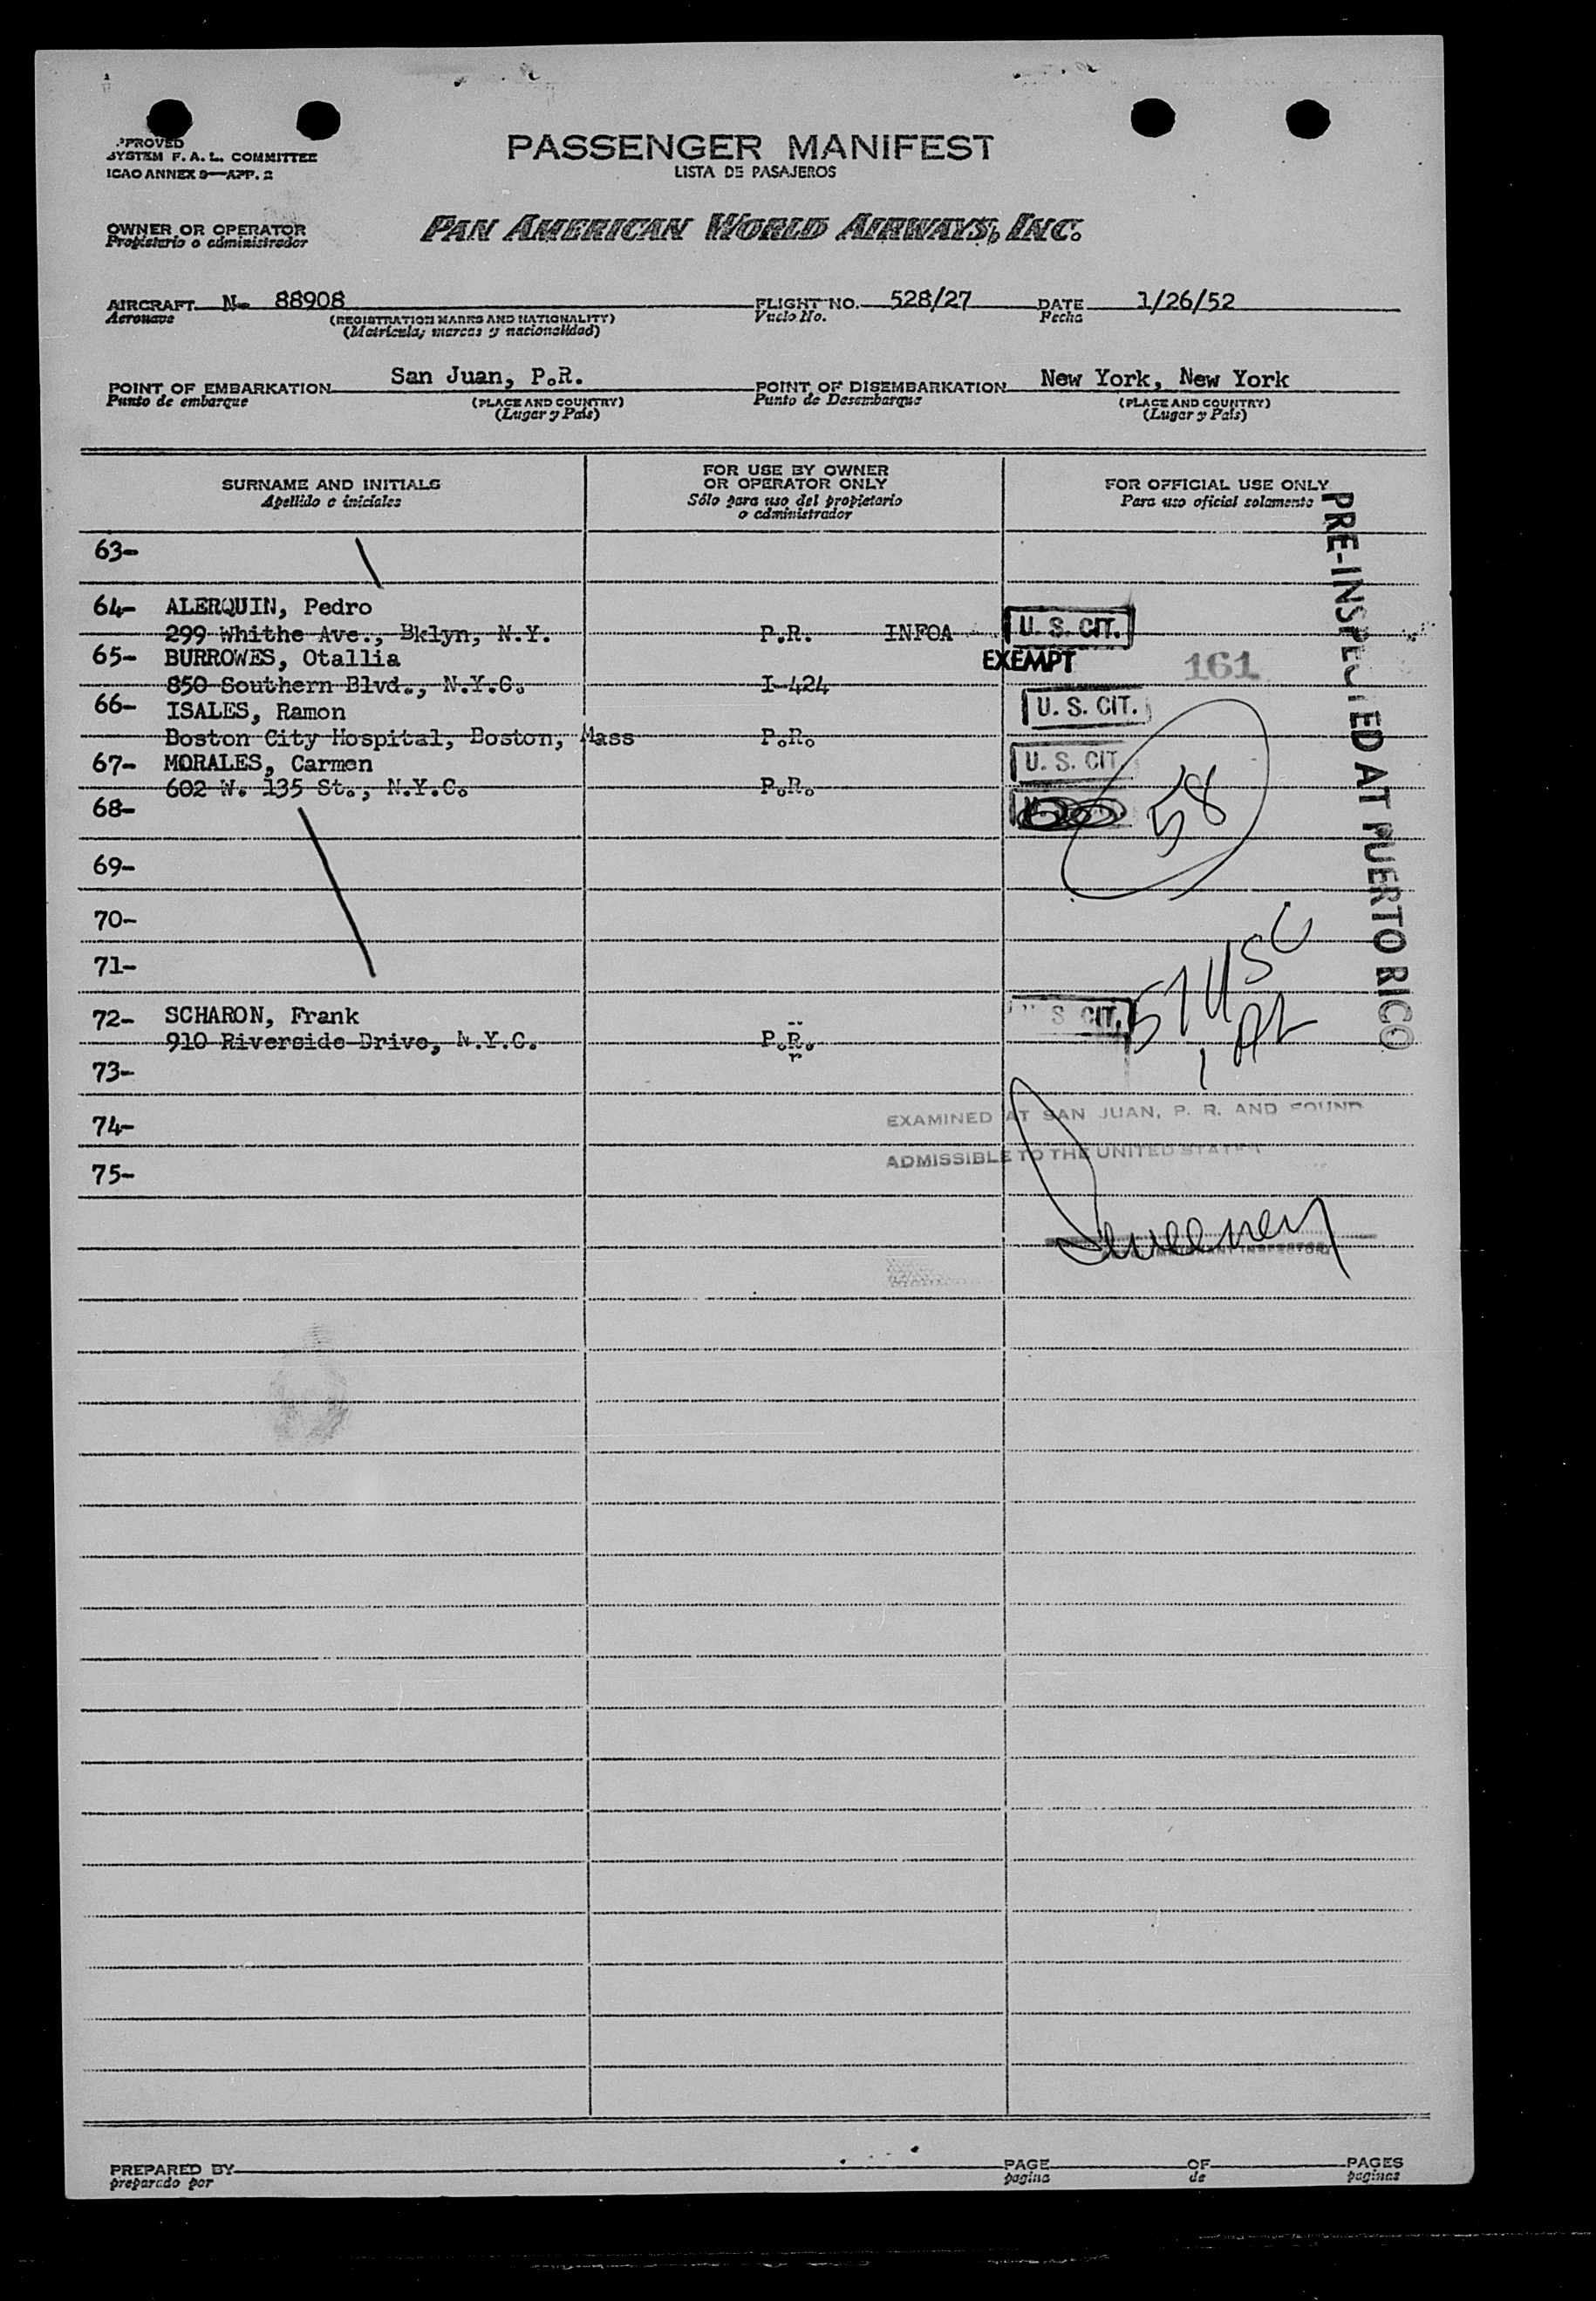 PROVED
SYSTEM F. A. L. COMMITTEE
ICAO ANNEX 9—APP. 2
PASSENGER MANIFEST
LISTA DE PASAJEROS
OWNER OR OPERATOR
Propietario o administrador
PAN AMERICAN WORLD AIRWAYS, INC.
AIRCRAFT N- 88908 FLIGHT NO. 528/27 DATE 1/26/52
Aeronave (REGISTRATION MARKS AND NATIONALITY) Vuelo No. Fecha
(Matricula; marcas y nacionalidad)
POINT OF EMBARKATION San Juan, P.R. POINT OF DISEMBARKATION New York, New York
Punto de embarque (PLACE AND COUNTRY) Punto de Desembarque (PLACE AND COUNTRY)
(Lugar y País) (Lugar y País)
SURNAME AND INITIALS
Apellido o iniciales
FOR USE BY OWNER
OR OPERATOR ONLY
Sólo para uso del propietario
o administrador
FOR OFFICIAL USE ONLY
Para uso oficial solamente
PRE-INSPECTED AT PUERTO RICO
63-
64- ALERQUIN, Pedro
299 Whithe Ave., Bklyn, N.Y. P.R. INFOA U. S. CIT.
65- BURROWES, Otallia EXEMPT 161
850 Southern Blvd., N.Y.C. I-424
66- ISALES, Ramon U. S. CIT.
Boston City Hospital, Boston, Mass P.R.
67- MORALES, Carmen U. S. CIT.
602 W. 135 St., N.Y.C. P.R.
68- 58
69-
70-
71-
57 USC
72- SCHARON, Frank U S CIT.
910 Riverside Drive, N.Y.C. P.R.
1
73-
74- EXAMINED AT SAN JUAN, P. R. AND FOUND
ADMISSIBLE TO THE UNITED STATES
75-
Sweeney
IMMIGRANT INSPECTOR
PREPARED BY PAGE OF PAGES
preparado por pagina de paginas